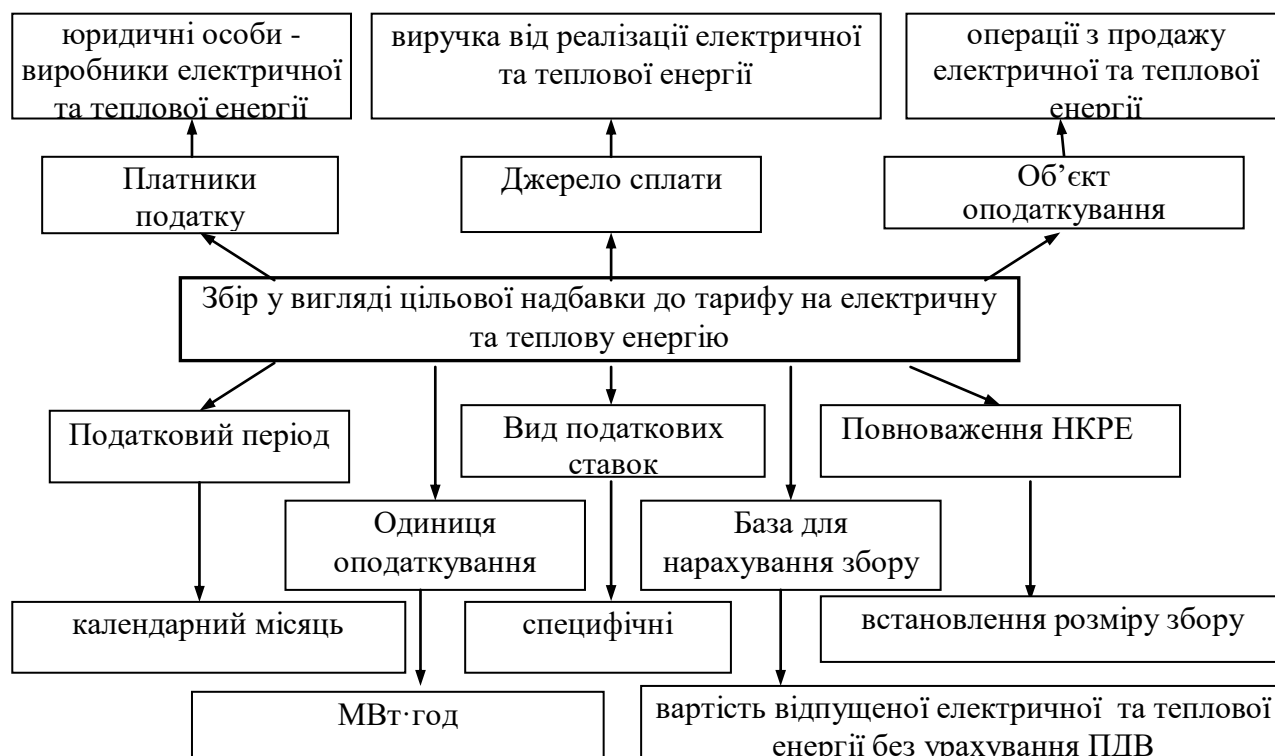 юридичні особи -
виробники електричної
та теплової енергії
виручка від реалізації електричної
та теплової енергії
операції з продажу
електричної та теплової
енергії
Платники
податку
Джерело сплати
Об’єкт
оподаткування
Збір у вигляді цільової надбавки до тарифу на електричну
та теплову енергію
Податковий період
Вид податкових
ставок
Повноваження НКРЕ
Одиниця
оподаткування
База для
нарахування збору
календарний місяць
специфічні
встановлення розміру збору
МВт·год
вартість відпущеної електричної та теплової
енергії без урахування ПДВ